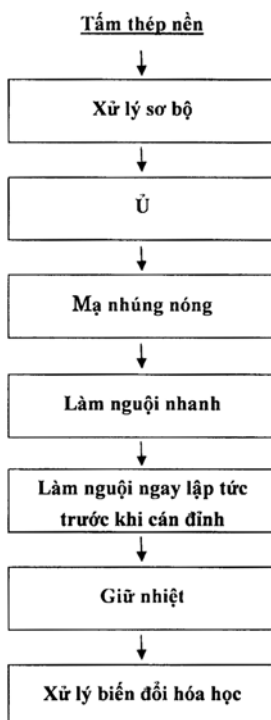 Tấm thép nền
Xử lý sơ bộ
Ủ
Mạ nhúng nóng
Làm nguội nhanh
Làm nguội ngay lập tức
trước khi cán đỉnh
Giữ nhiệt
Xử lý biến đổi hóa học